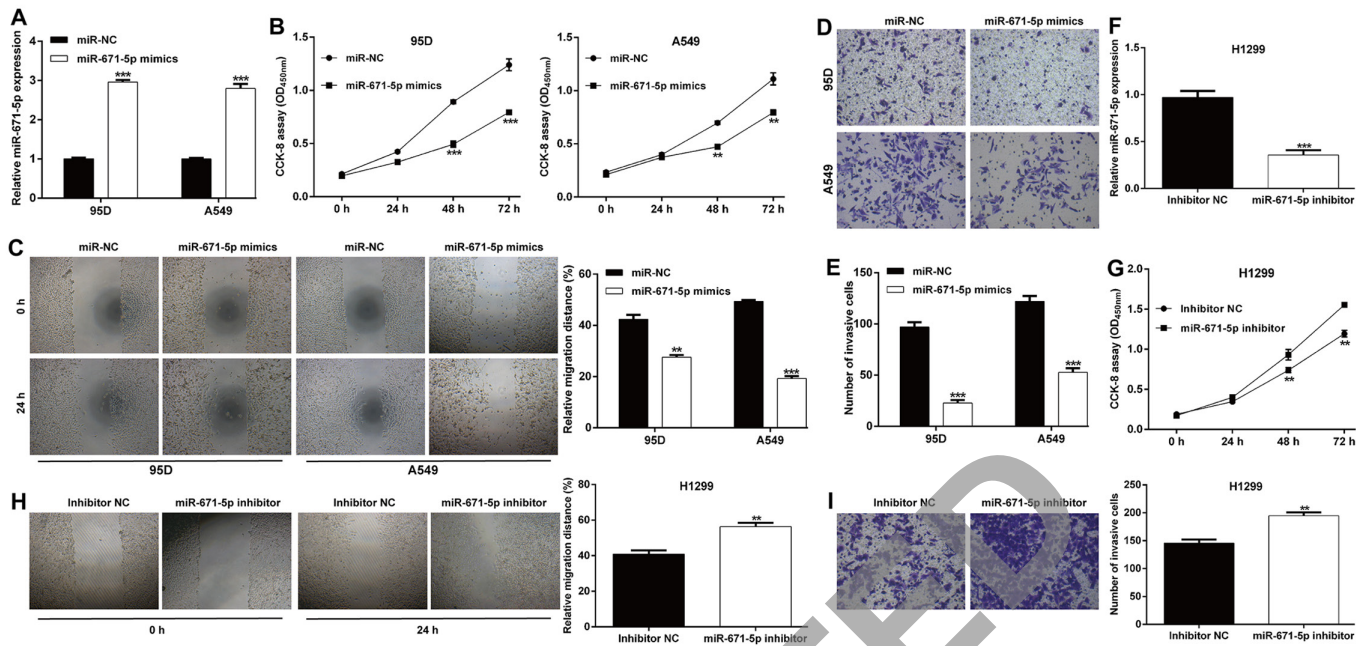 A
miR-NC
miR-671-5p mimics
Relative miR-671-5p expression
4
3
2
1
0
***
***
95D
A549
B
95D
miR-NC
miR-671-5p mimics
CCK-8 assay (OD450nm)
1.5
1.0
0.5
0.0
***
***
0 h 24 h 48 h 72 h
A549
miR-NC
miR-671-5p mimics
CCK-8 assay (OD450nm)
1.5
1.0
0.5
0.0
**
**
0 h 24 h 48 h 72 h
C
miR-NC miR-671-5p mimics miR-NC miR-671-5p mimics
0 h
24 h
95D A549
miR-NC
miR-671-5p mimics
Relative migration distance (%)
60
40
20
0
**
***
95D A549
D
miR-NC miR-671-5p mimics
95D
A549
E
miR-NC
miR-671-5p mimics
Number of invasive cells
150
100
50
0
***
***
95D A549
F
H1299
Relative miR-671-5p expression
1.5
1.0
0.5
0.0
***
Inhibitor NC miR-671-5p inhibitor
G
H1299
Inhibitor NC
miR-671-5p inhibitor
CCK-8 assay (OD450nm)
2.0
1.5
1.0
0.5
0.0
**
**
0 h 24 h 48 h 72 h
H
Inhibitor NC miR-671-5p inhibitor Inhibitor NC miR-671-5p inhibitor
0 h 24 h
H1299
Relative migration distance (%)
80
60
40
20
0
**
Inhibitor NC miR-671-5p inhibitor
I
Inhibitor NC miR-671-5p inhibitor
H1299
Number of invasive cells
250
200
150
100
50
0
**
Inhibitor NC miR-671-5p inhibitor